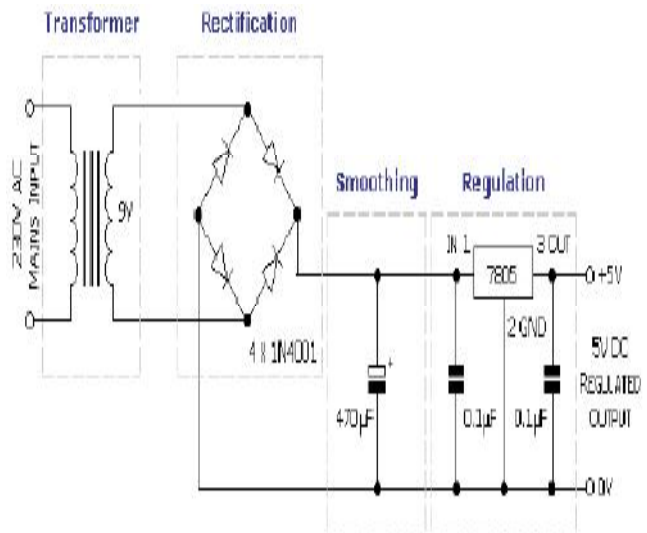 Transformer
Rectification
230V AC
MAINS INPUT
9V
4 x 1N4001
Smoothing
Regulation
IN 1
7805
3 OUT
2 GND
+5V
470µF
+
0.1µF
0.1µF
5V DC
REGULATED
OUTPUT
0V